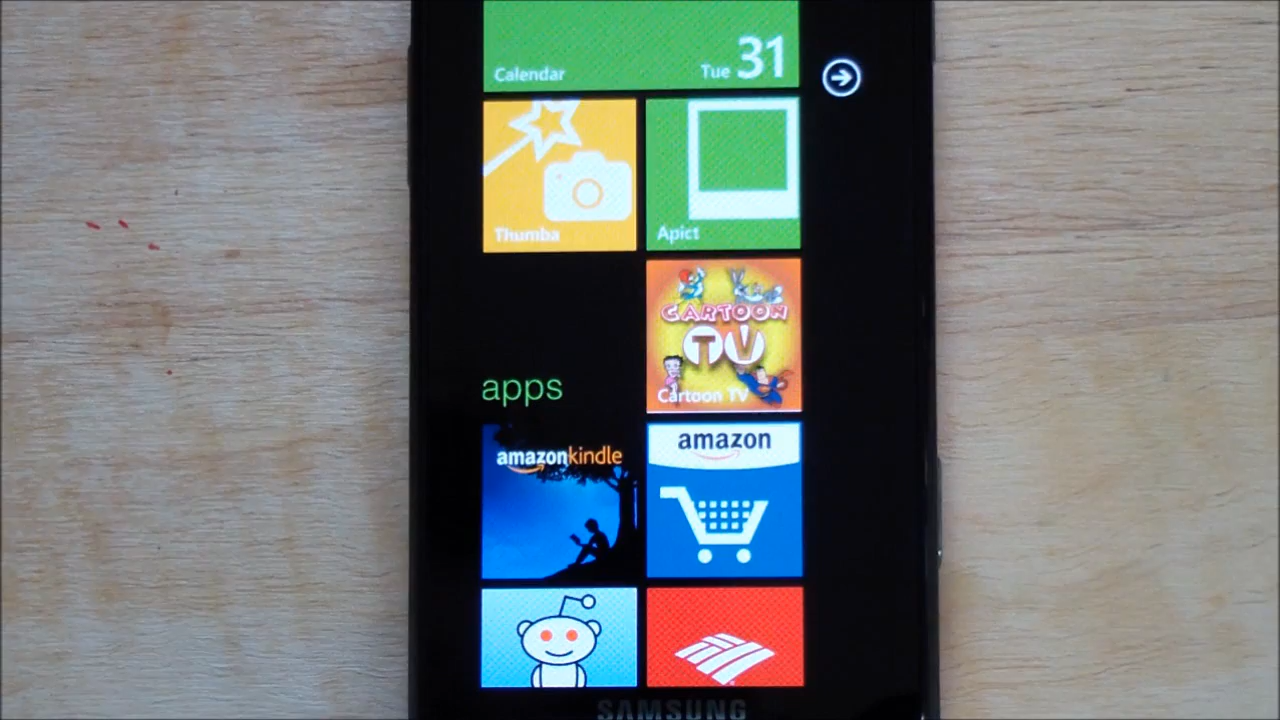 Calendar
Tue 31
Thumba
Apict
CARTOON
TV
Cartoon TV
apps
amazonkindle
amazon
SAMSUNG